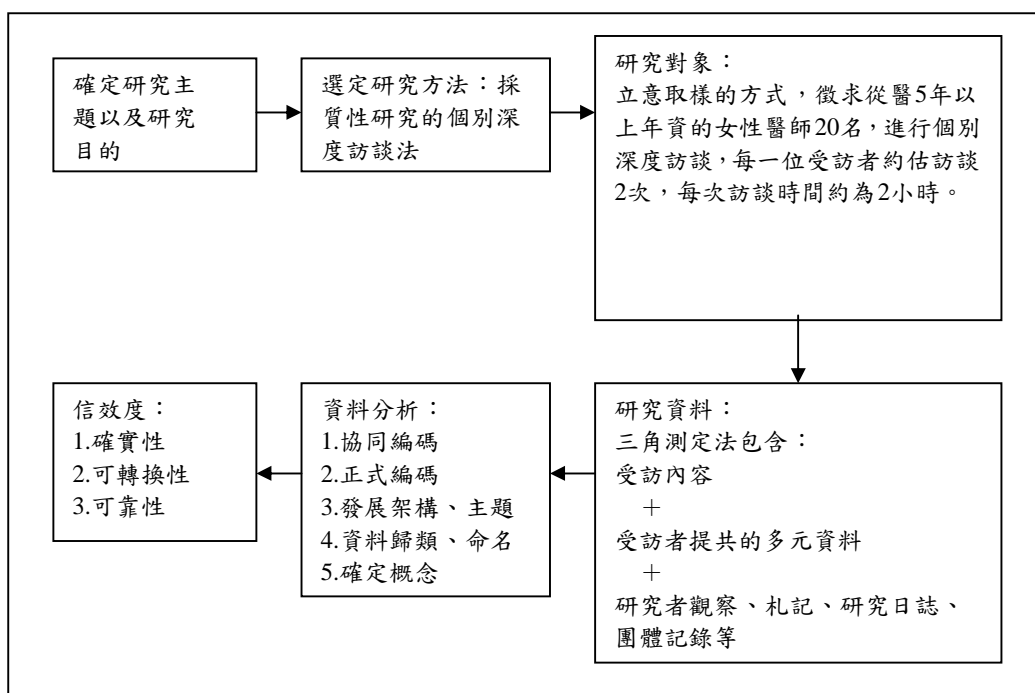 確定研究主
題以及研究
目的
選定研究方法：採
質性研究的個別深
度訪談法
研究對象：
立意取樣的方式，徵求從醫5年以
上年資的女性醫師20名，進行個別
深度訪談，每一位受訪者約估訪談
2次，每次訪談時間約為2小時。
研究資料：
三角測定法包含：
受訪內容
＋
受訪者提共的多元資料
＋
研究者觀察、札記、研究日誌、
團體記錄等
資料分析：
1.協同編碼
2.正式編碼
3.發展架構、主題
4.資料歸類、命名
5.確定概念
信效度：
1.確實性
2.可轉換性
3.可靠性